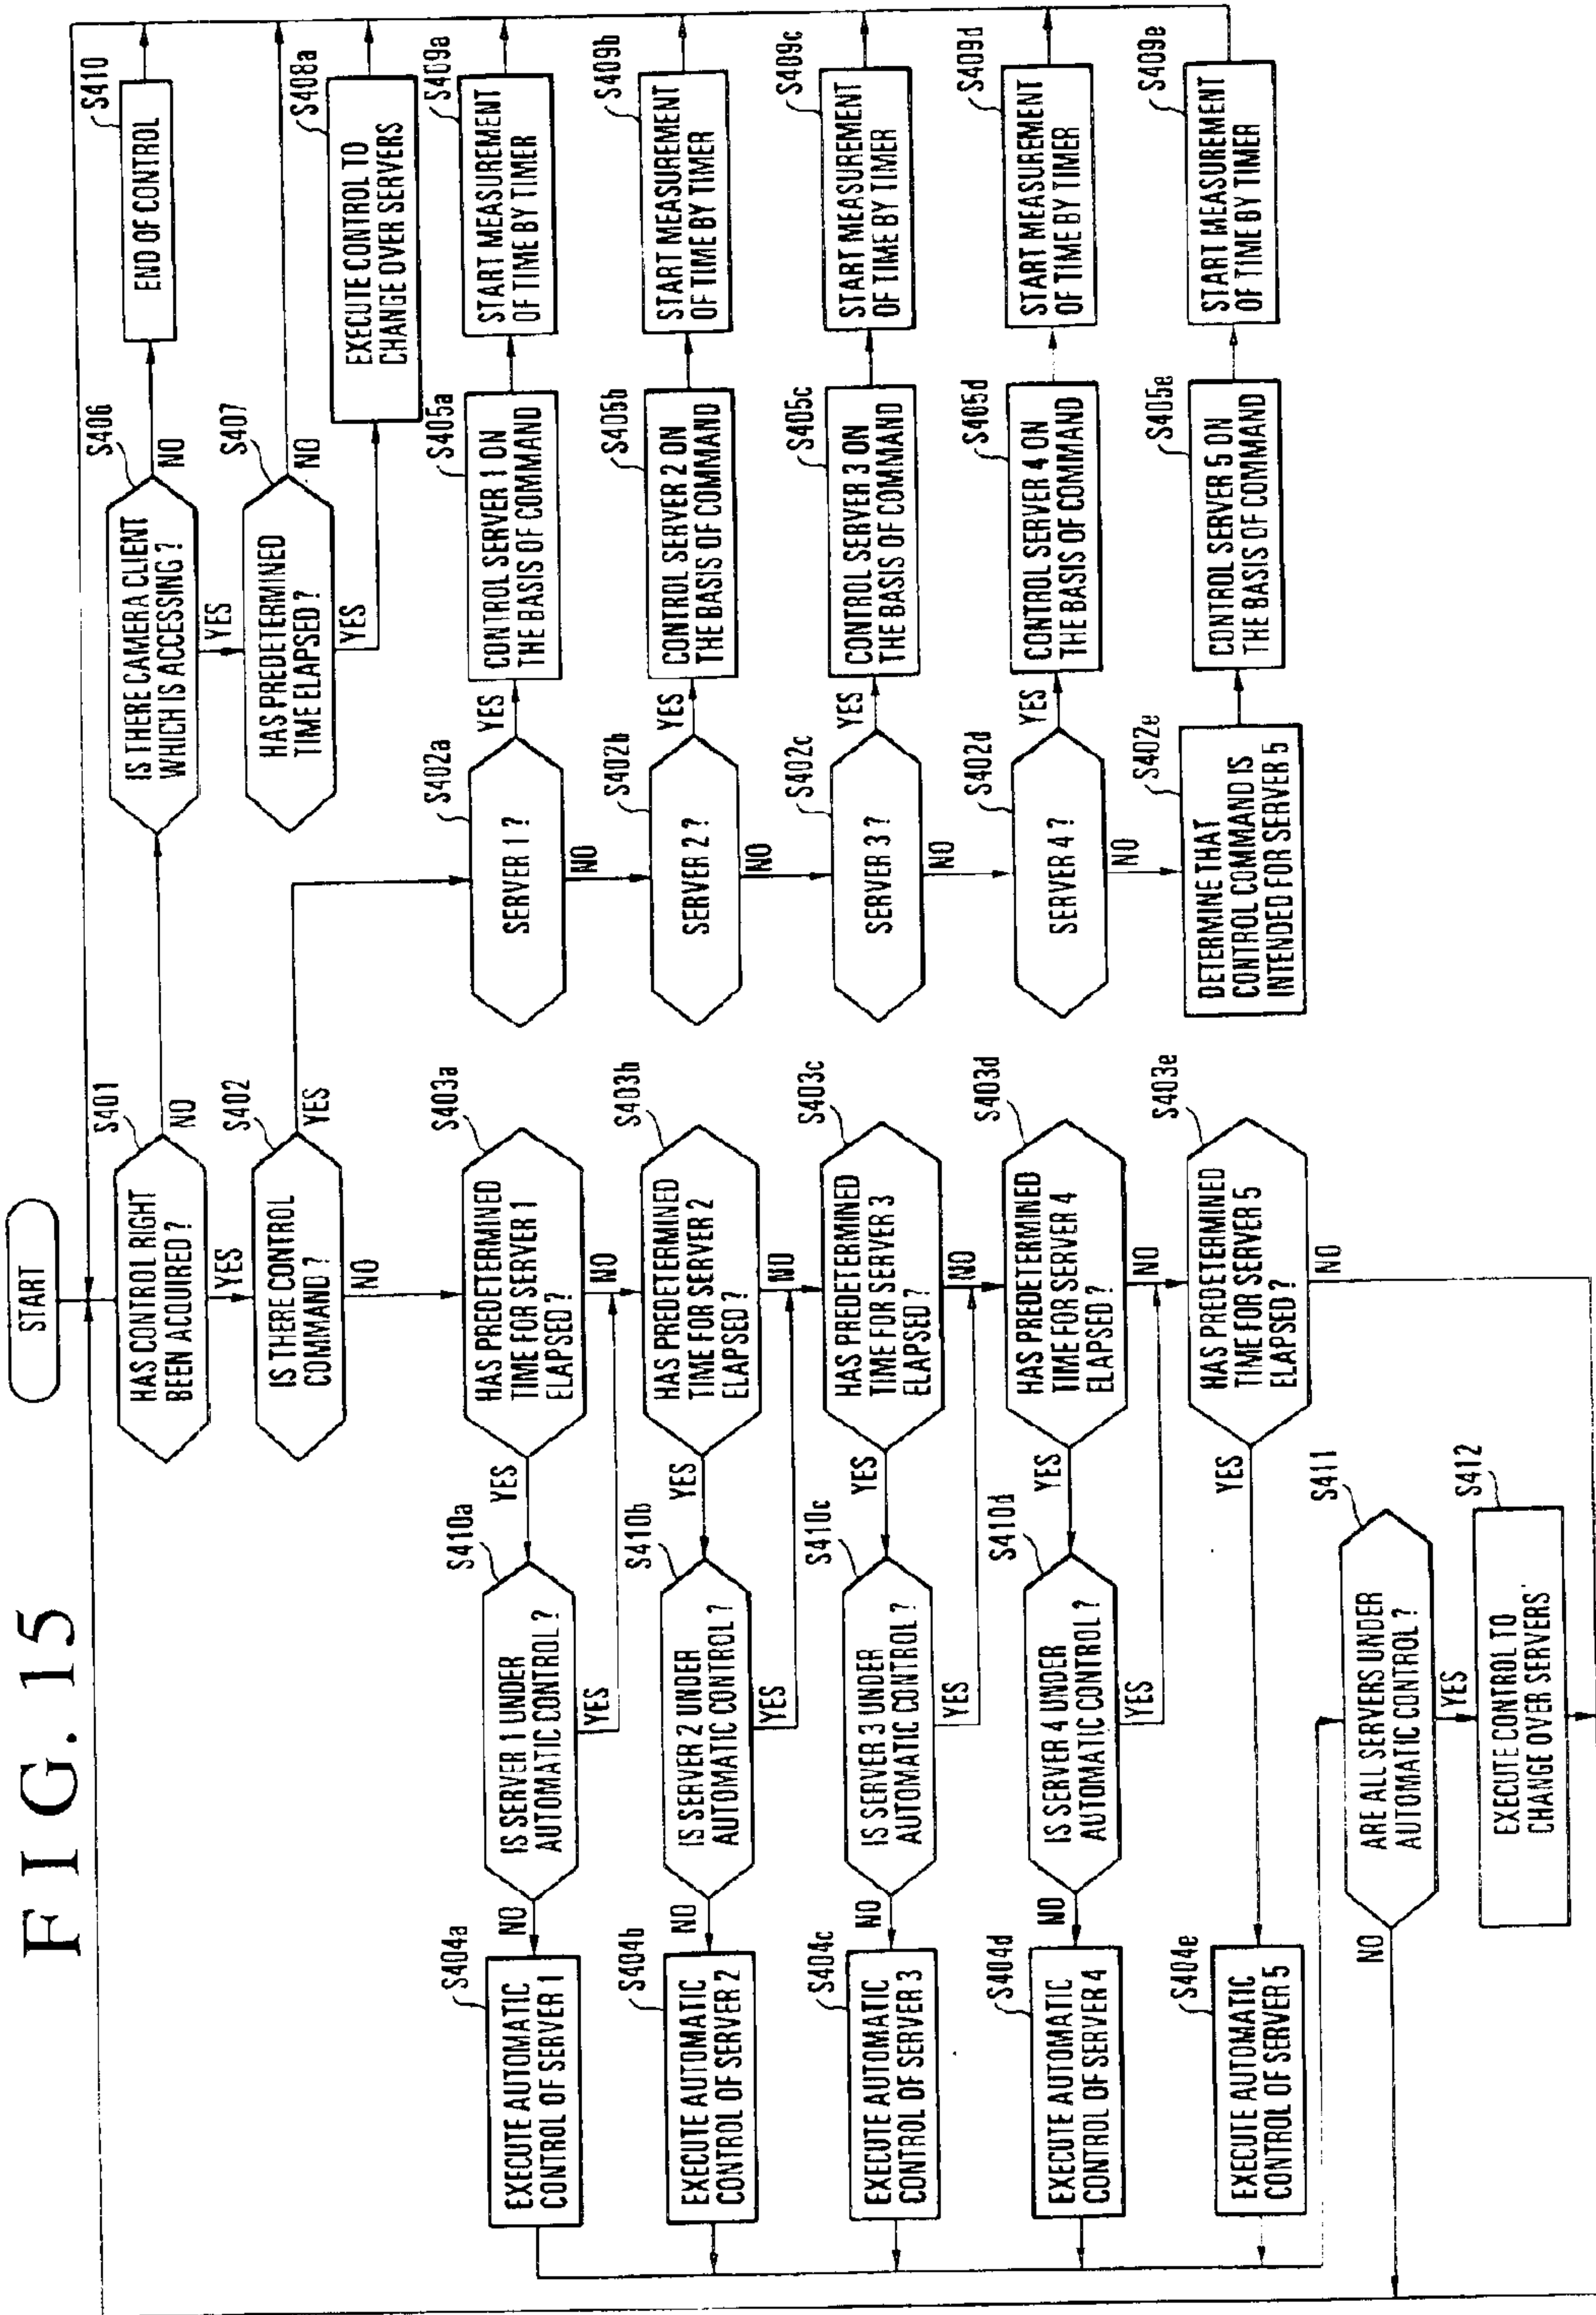 FIG. 15
START
S401
HAS CONTROL RIGHT
BEEN ACQUIRED ?
NO
YES
S402
IS THERE CONTROL
COMMAND ?
YES
NO
S406
IS THERE CAMERA CLIENT
WHICH IS ACCESSING ?
NO
YES
S410
END OF CONTROL
S407
HAS PREDETERMINED
TIME ELAPSED ?
NO
YES
S408a
EXECUTE CONTROL TO
CHANGE OVER SERVERS
S404a
EXECUTE AUTOMATIC
CONTROL OF SERVER 1
NO
S410a
IS SERVER 1 UNDER
AUTOMATIC CONTROL ?
YES
YES
S403a
HAS PREDETERMINED
TIME FOR SERVER 1
ELAPSED ?
NO
S402a
SERVER 1 ?
NO
YES
S405a
CONTROL SERVER 1 ON
THE BASIS OF COMMAND
S409a
START MEASUREMENT
OF TIME BY TIMER
S404b
EXECUTE AUTOMATIC
CONTROL OF SERVER 2
NO
S410b
IS SERVER 2 UNDER
AUTOMATIC CONTROL ?
YES
YES
S403b
HAS PREDETERMINED
TIME FOR SERVER 2
ELAPSED ?
NO
S402b
SERVER 2 ?
NO
YES
S405b
CONTROL SERVER 2 ON
THE BASIS OF COMMAND
S409b
START MEASUREMENT
OF TIME BY TIMER
S404c
EXECUTE AUTOMATIC
CONTROL OF SERVER 3
NO
S410c
IS SERVER 3 UNDER
AUTOMATIC CONTROL ?
YES
YES
S403c
HAS PREDETERMINED
TIME FOR SERVER 3
ELAPSED ?
NO
S402c
SERVER 3 ?
NO
YES
S405c
CONTROL SERVER 3 ON
THE BASIS OF COMMAND
S409c
START MEASUREMENT
OF TIME BY TIMER
S404d
EXECUTE AUTOMATIC
CONTROL OF SERVER 4
NO
S410d
IS SERVER 4 UNDER
AUTOMATIC CONTROL ?
YES
YES
S403d
HAS PREDETERMINED
TIME FOR SERVER 4
ELAPSED ?
NO
S402d
SERVER 4 ?
NO
YES
S405d
CONTROL SERVER 4 ON
THE BASIS OF COMMAND
S409d
START MEASUREMENT
OF TIME BY TIMER
S404e
EXECUTE AUTOMATIC
CONTROL OF SERVER 5
YES
S403e
HAS PREDETERMINED
TIME FOR SERVER 5
ELAPSED ?
NO
S402e
DETERMINE THAT
CONTROL COMMAND IS
INTENDED FOR SERVER 5
S405e
CONTROL SERVER 5 ON
THE BASIS OF COMMAND
S409e
START MEASUREMENT
OF TIME BY TIMER
S411
ARE ALL SERVERS UNDER
AUTOMATIC CONTROL ?
NO
YES
S412
EXECUTE CONTROL TO
CHANGE OVER SERVERS